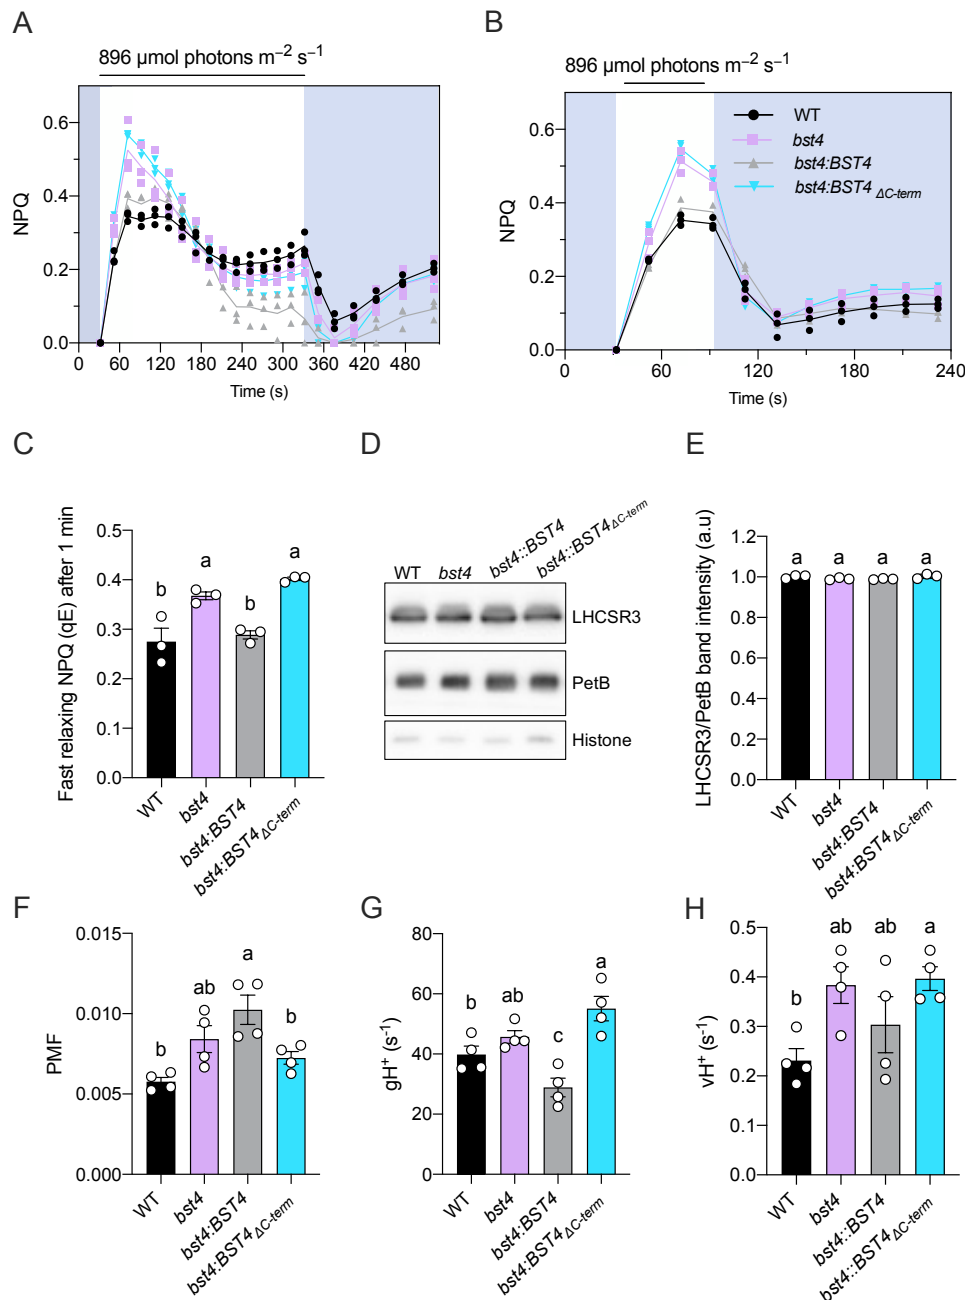 A
896 µmol photons m⁻² s⁻¹
NPQ
0.6
0.4
0.2
0.0
0 60 120 180 240 300 360 420 480
Time (s)
B
896 µmol photons m⁻² s⁻¹
NPQ
0.6
0.4
0.2
0.0
0 60 120 180 240
Time (s)
WT
bst4
bst4:BST4
bst4:BST4 ΔC-term
C
Fast relaxing NPQ (qE) after 1 min
0.5
0.4
0.3
0.2
0.1
0.0
b a b a
WT bst4 bst4:BST4 bst4:BST4 ΔC-term
D
WT bst4 bst4::BST4 bst4::BST4 ΔC-term
LHCSR3
PetB
Histone
E
LHCSR3/PetB band intensity (a.u)
1.2
1.0
0.8
0.6
0.4
0.2
0.0
a a a a
WT bst4 bst4:BST4 bst4:BST4 ΔC-term
F
PMF
0.015
0.010
0.005
0.000
b ab a b
WT bst4 bst4:BST4 bst4:BST4 ΔC-term
G
gH⁺ (s⁻¹)
80
60
40
20
0
b ab c a
WT bst4 bst4:BST4 bst4:BST4 ΔC-term
H
vH⁺ (s⁻¹)
0.5
0.4
0.3
0.2
0.1
0.0
b ab ab a
WT bst4 bst4::BST4 bst4::BST4 ΔC-term